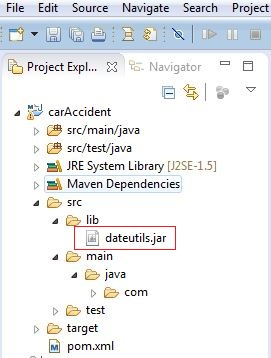 File Edit Source Refactor Navigate Search Project
Project Expl...
Navigator
carAccident
src/main/java
src/test/java
JRE System Library [J2SE-1.5]
Maven Dependencies
src
lib
dateutils.jar
main
java
com
test
target
pom.xml